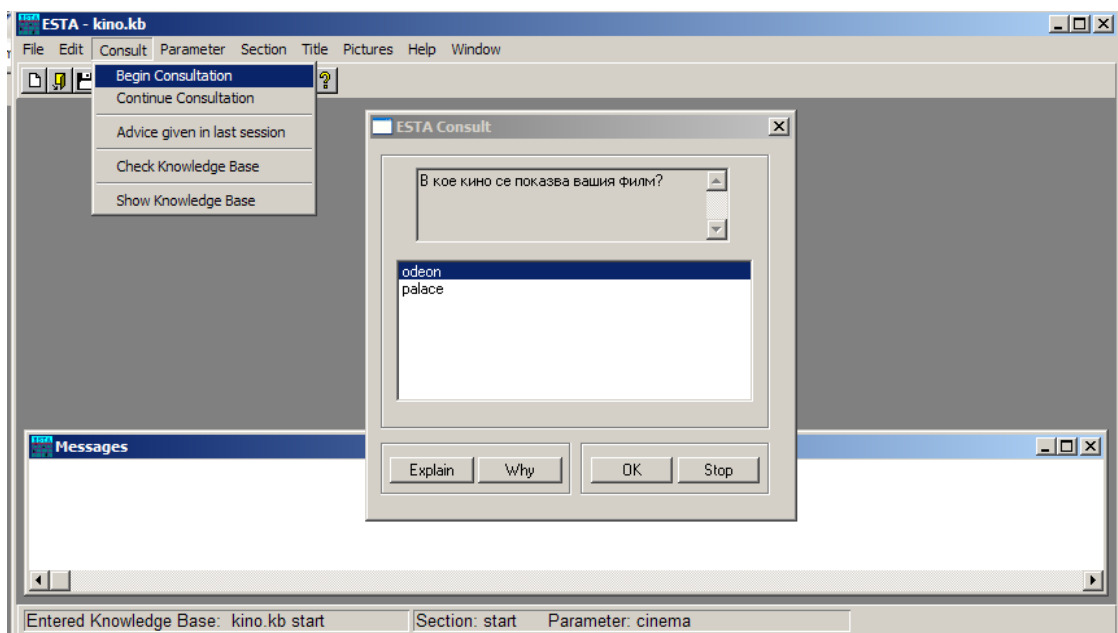 ESTA - kino.kb
File Edit Consult Parameter Section Title Pictures Help Window
Begin Consultation
Continue Consultation
Advice given in last session
Check Knowledge Base
Show Knowledge Base
ESTA Consult
В кое кино се показва вашия филм?
odeon
palace
Explain Why OK Stop
Messages
Entered Knowledge Base: kino.kb start Section: start Parameter: cinema